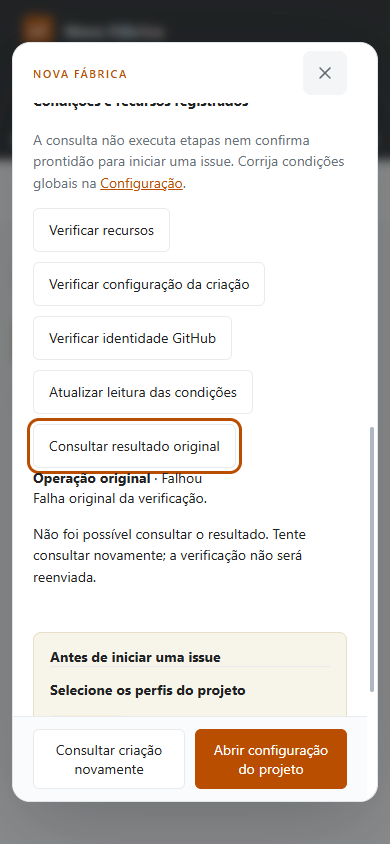 NOVA FÁBRICA
Condições e recursos registrados
A consulta não executa etapas nem confirma
prontidão para iniciar uma issue. Corrija condições
globais na Configuração.
Verificar recursos
Verificar configuração da criação
Verificar identidade GitHub
Atualizar leitura das condições
Consultar resultado original
Operação original · Falhou
Falha original da verificação.
Não foi possível consultar o resultado. Tente
consultar novamente; a verificação não será
reenviada.
Antes de iniciar uma issue
Selecione os perfis do projeto
Consultar criação
novamente
Abrir configuração
do projeto